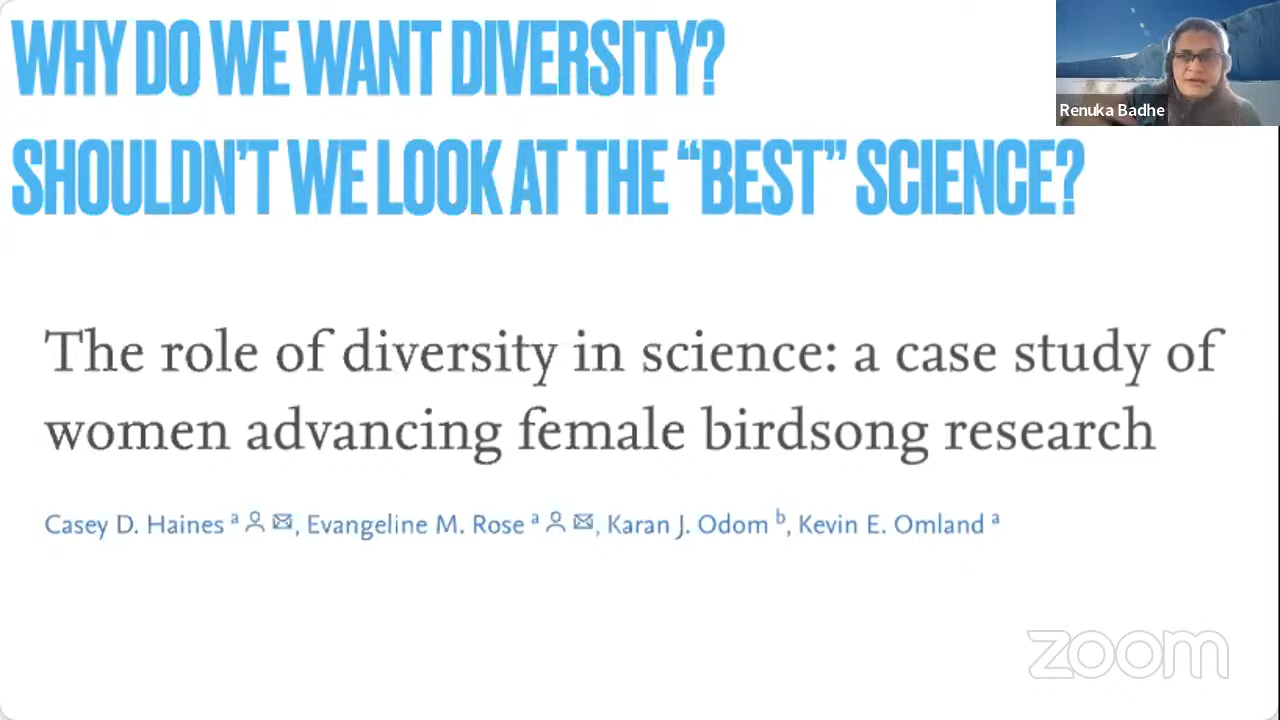 WHY DO WE WANT DIVERSITY?
SHOULDN'T WE LOOK AT THE “BEST” SCIENCE?
Renuka Badhe
The role of diversity in science: a case study of
women advancing female birdsong research
Casey D. Haines a, Evangeline M. Rose a, Karan J. Odom b, Kevin E. Omland a
zoom